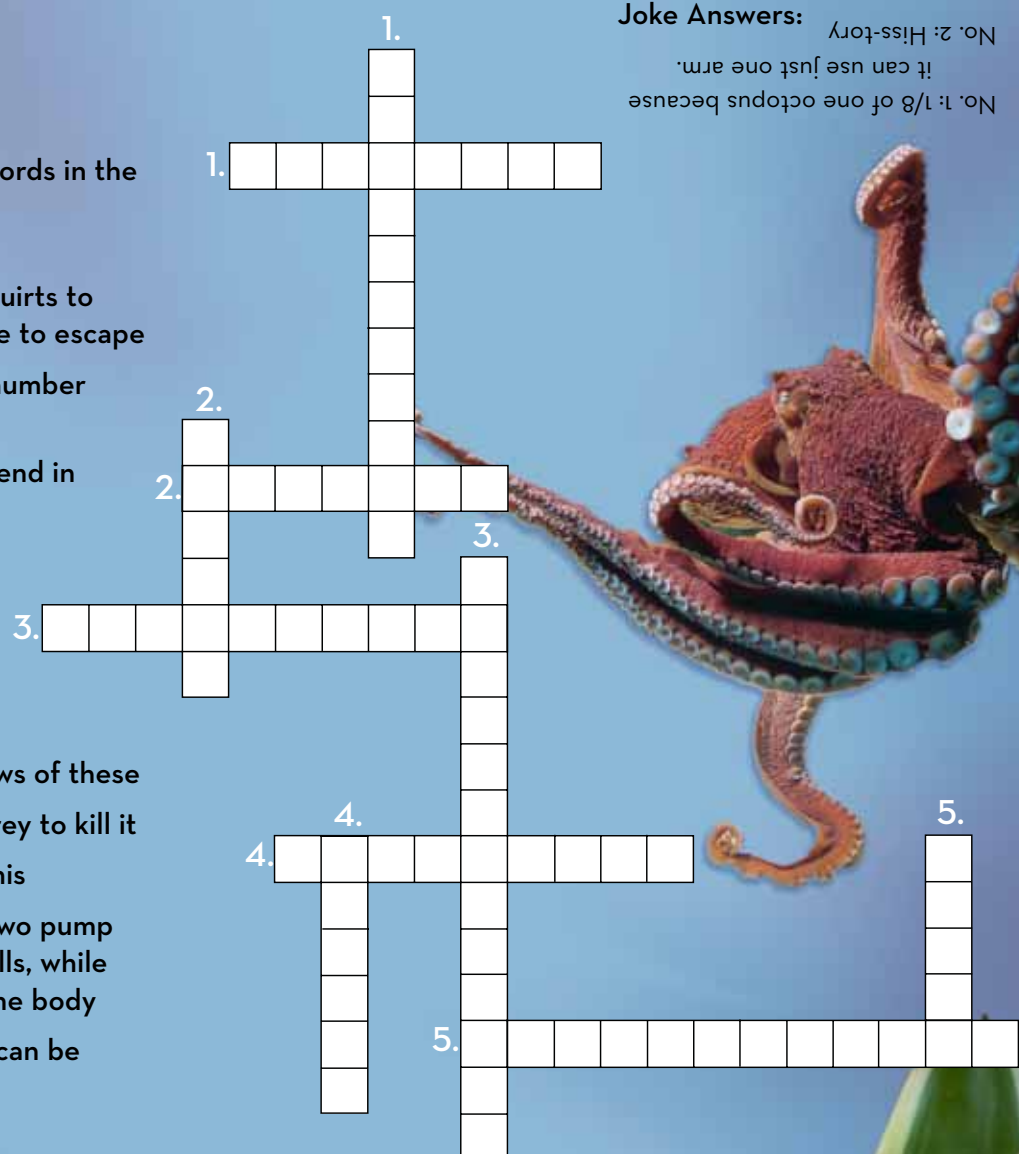 Joke Answers:
No. 1: 1/8 of one octopus because
it can use just one arm.
No. 2: Hiss-tory
1.
1.
ords in the
uirts to
e to escape
number
2.
end in
2.
3.
3.
ws of these
ey to kill it
4.
5.
4.
his
wo pump
lls, while
he body
5.
can be